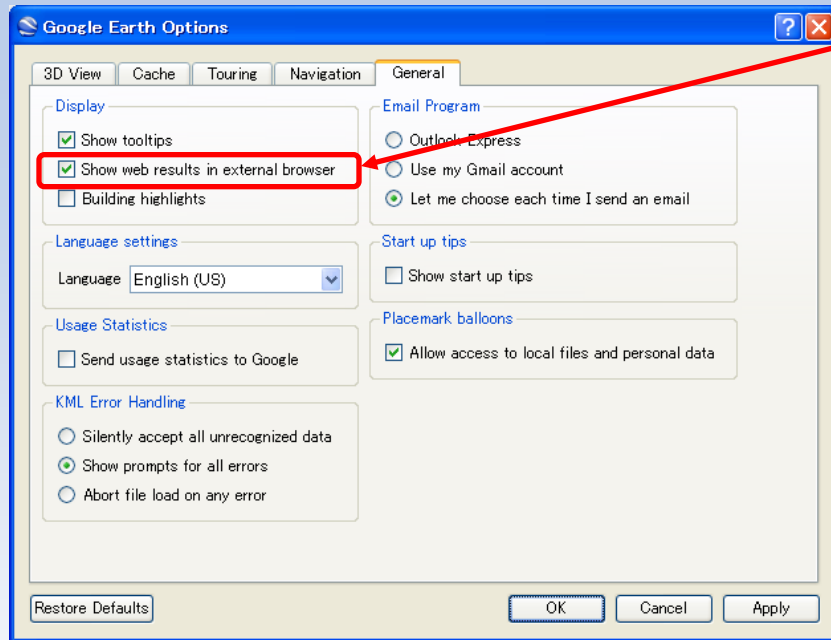 Google Earth Options
3D View Cache Touring Navigation General
Display
Show tooltips
Show web results in external browser
Building highlights
Language settings
Language English (US)
Usage Statistics
Send usage statistics to Google
KML Error Handling
Silently accept all unrecognized data
Show prompts for all errors
Abort file load on any error
Email Program
Outlook Express
Use my Gmail account
Let me choose each time I send an email
Start up tips
Show start up tips
Placemark balloons
Allow access to local files and personal data
Restore Defaults OK Cancel Apply